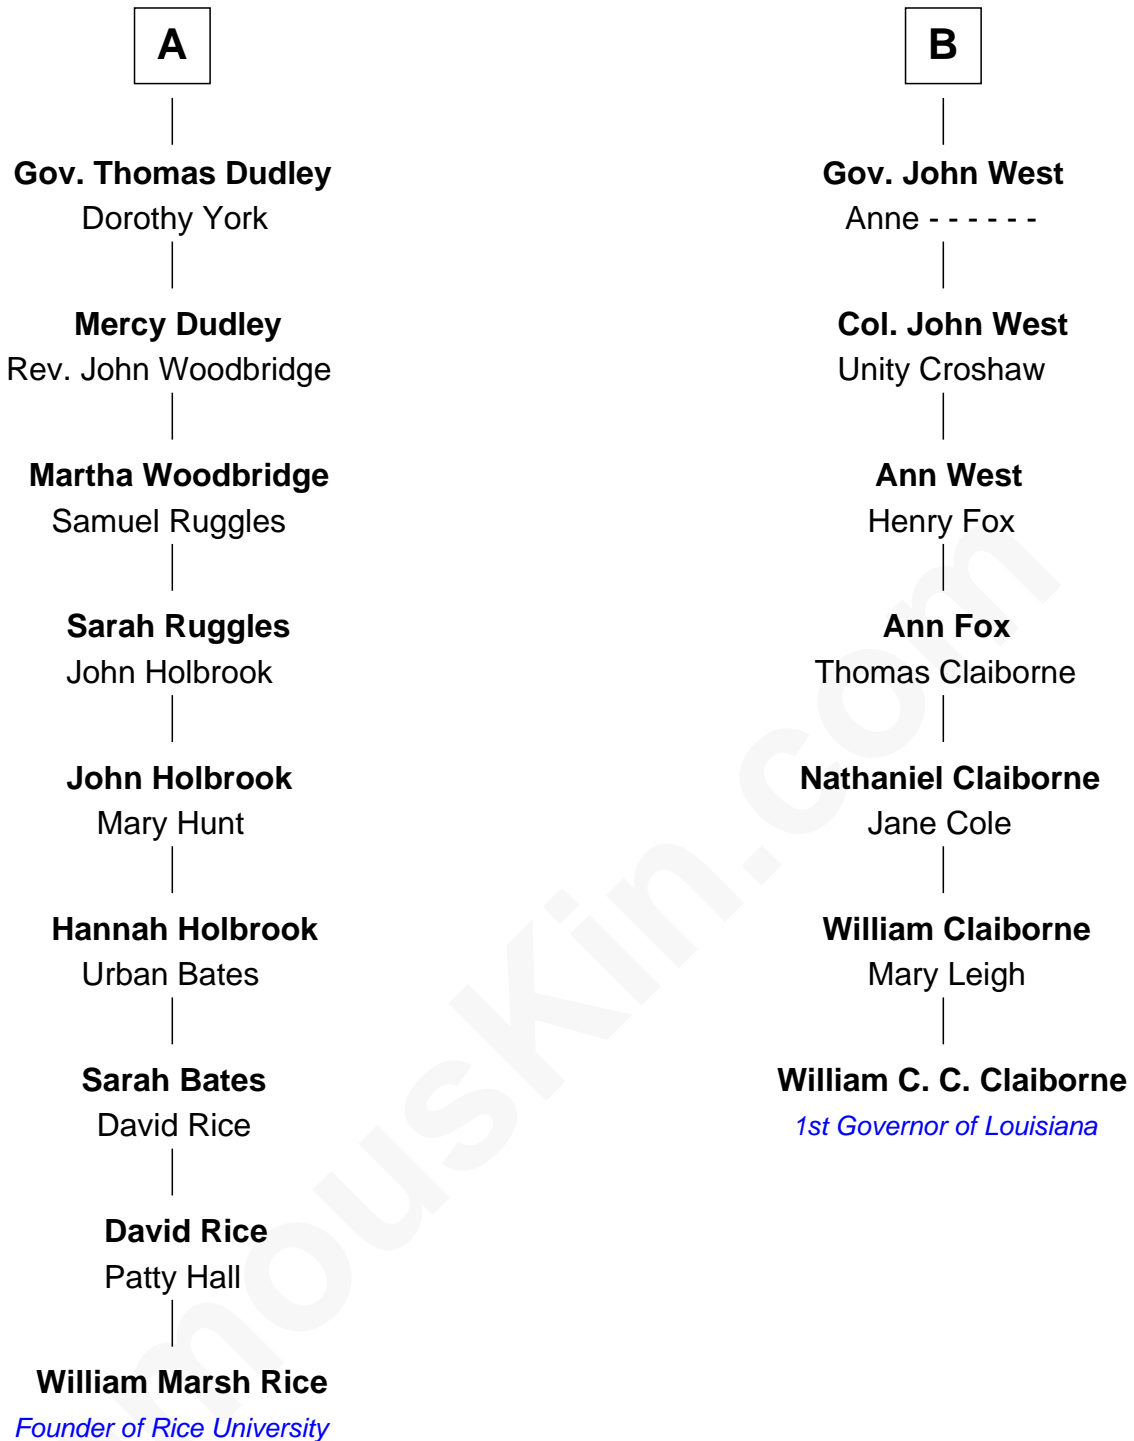 A
Gov. Thomas Dudley
Dorothy York
Mercy Dudley
Rev. John Woodbridge
Martha Woodbridge
Samuel Ruggles
Sarah Ruggles
John Holbrook
John Holbrook
Mary Hunt
Hannah Holbrook
Urban Bates
Sarah Bates
David Rice
David Rice
Patty Hall
William Marsh Rice
Founder of Rice University
B
Gov. John West
Anne - - - - - -
Col. John West
Unity Croshaw
Ann West
Henry Fox
Ann Fox
Thomas Claiborne
Nathaniel Claiborne
Jane Cole
William Claiborne
Mary Leigh
William C. C. Claiborne
1st Governor of Louisiana
mousKin.com